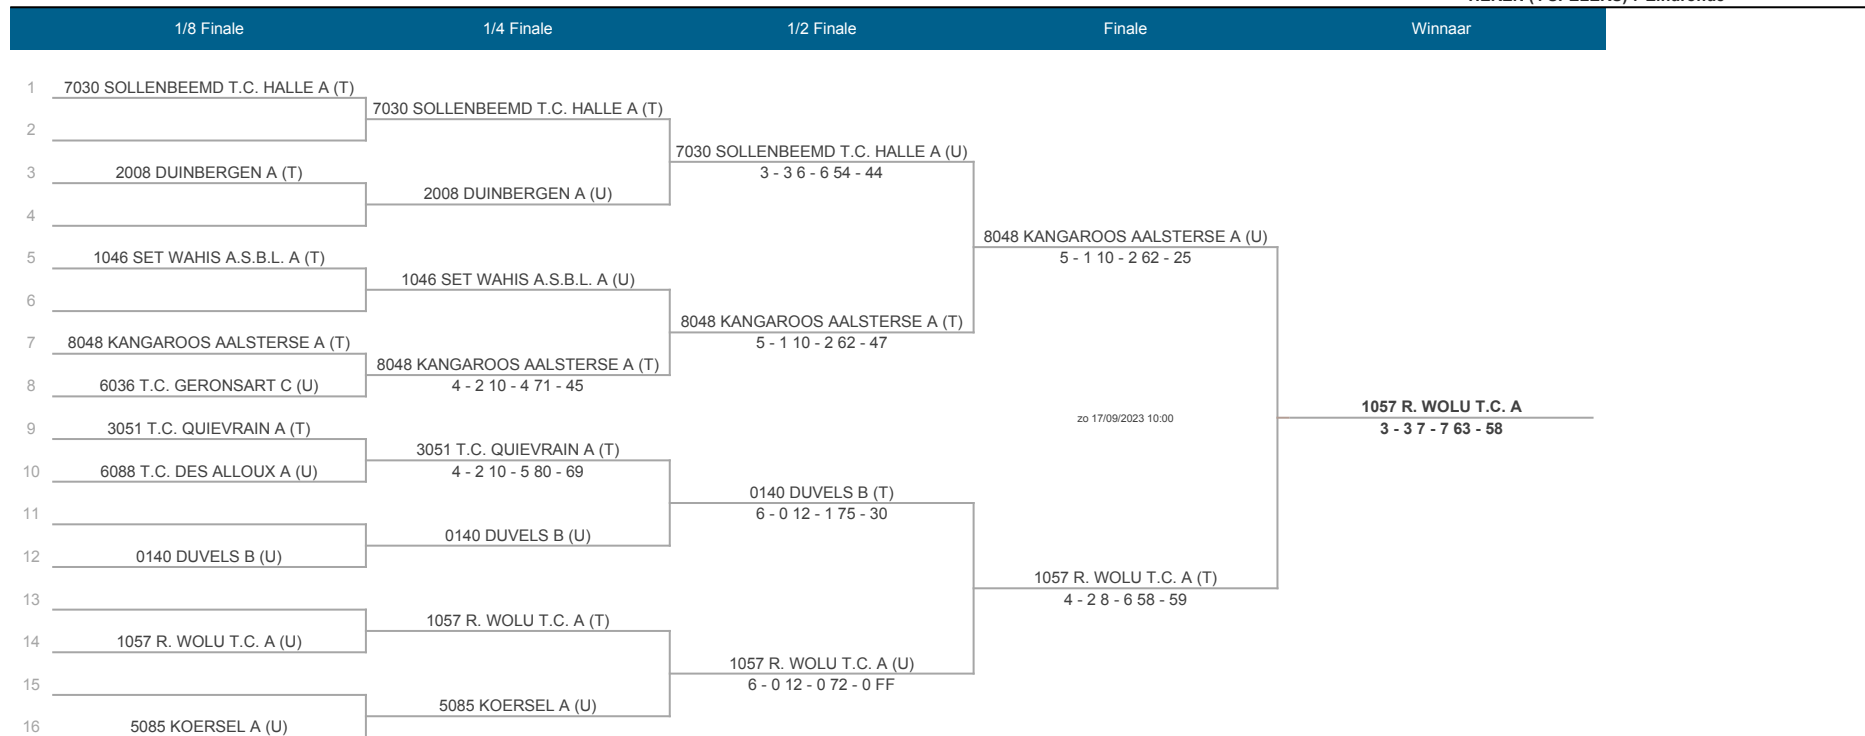 1/8 Finale 1/4 Finale 1/2 Finale Finale Winnaar
1 7030 SOLLENBEEMD T.C. HALLE A (T)
7030 SOLLENBEEMD T.C. HALLE A (T)
2
7030 SOLLENBEEMD T.C. HALLE A (U)
3 2008 DUINBERGEN A (T)
3 - 3 6 - 6 54 - 44
2008 DUINBERGEN A (U)
4
8048 KANGAROOS AALSTERSE A (U)
5 1046 SET WAHIS A.S.B.L. A (T)
5 - 1 10 - 2 62 - 25
1046 SET WAHIS A.S.B.L. A (U)
6
8048 KANGAROOS AALSTERSE A (T)
7 8048 KANGAROOS AALSTERSE A (T)
5 - 1 10 - 2 62 - 47
8048 KANGAROOS AALSTERSE A (T)
8 6036 T.C. GERONSART C (U)
4 - 2 10 - 4 71 - 45
1057 R. WOLU T.C. A
zo 17/09/2023 10:00
9 3051 T.C. QUIEVRAIN A (T)
3 - 3 7 - 7 63 - 58
3051 T.C. QUIEVRAIN A (T)
10 6088 T.C. DES ALLOUX A (U)
4 - 2 10 - 5 80 - 69
0140 DUVELS B (T)
11
6 - 0 12 - 1 75 - 30
0140 DUVELS B (U)
12 0140 DUVELS B (U)
1057 R. WOLU T.C. A (T)
13
4 - 2 8 - 6 58 - 59
1057 R. WOLU T.C. A (T)
14 1057 R. WOLU T.C. A (U)
1057 R. WOLU T.C. A (U)
15
6 - 0 12 - 0 72 - 0 FF
5085 KOERSEL A (U)
16 5085 KOERSEL A (U)